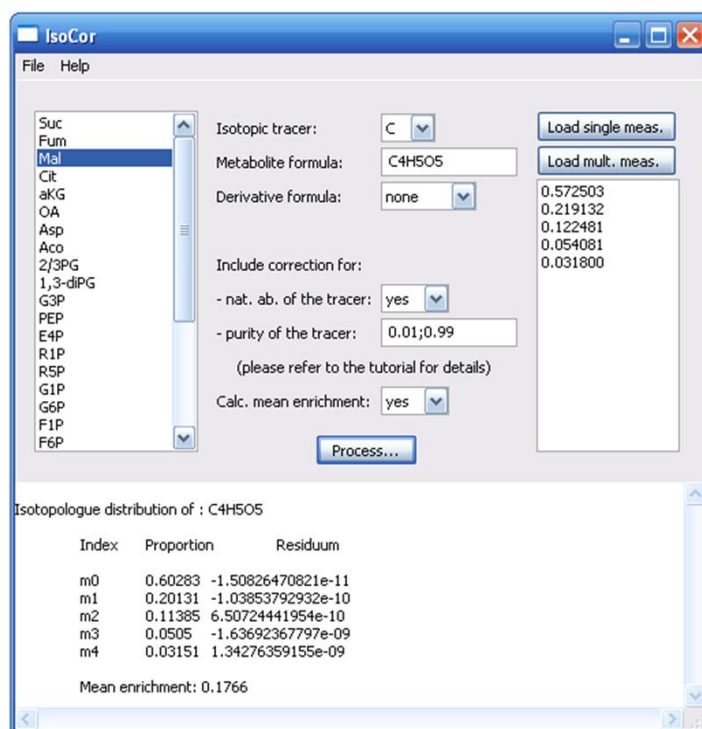 IsoCor
File Help
Suc
Fum
Mal
Cit
aKG
OA
Asp
Aco
2/3PG
1,3-diPG
G3P
PEP
E4P
R1P
R5P
G1P
G6P
F1P
F6P
Isotopic tracer: C
Metabolite formula: C4H5O5
Derivative formula: none
Include correction for:
- nat. ab. of the tracer: yes
- purity of the tracer: 0.01;0.99
(please refer to the tutorial for details)
Calc. mean enrichment: yes
Process...
Load single meas.
Load mult. meas.
0.572503
0.219132
0.122481
0.054081
0.031800
Isotopologue distribution of : C4H5O5
Index Proportion Residuum
m0 0.60283 -1.50826470821e-11
m1 0.20131 -1.03853792932e-10
m2 0.11385 6.50724441954e-10
m3 0.0505 -1.63692367797e-09
m4 0.03151 1.34276359155e-09
Mean enrichment: 0.1766